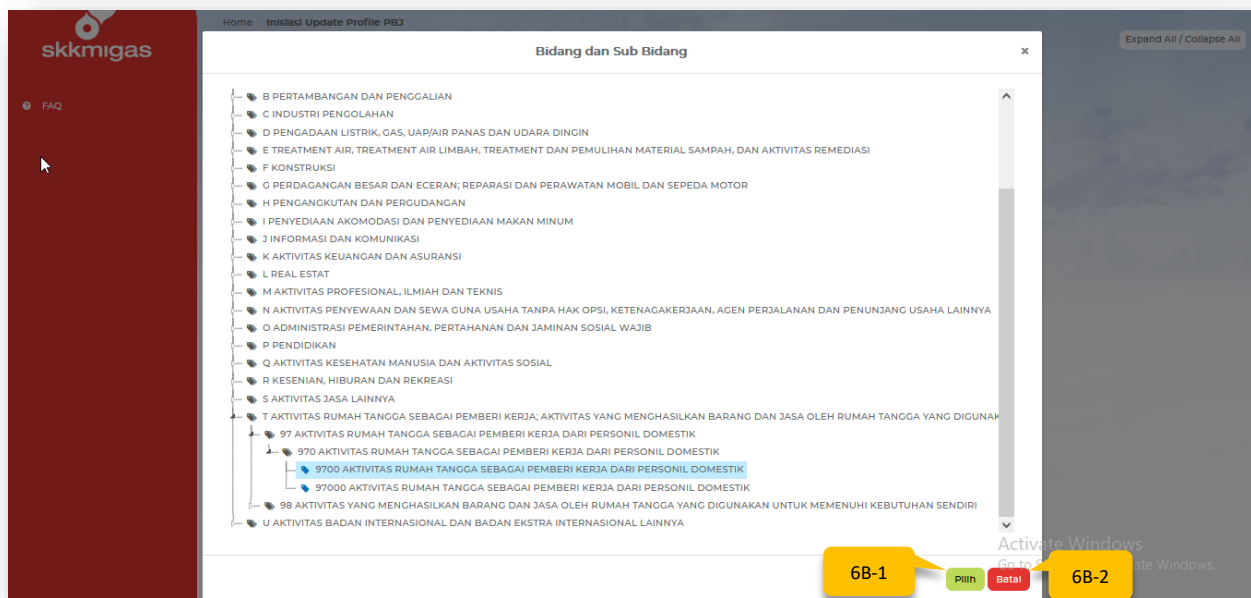 skkmigas
Home Inisiasi Update Profile PBJ
Expand All / Collapse All
FAQ
Bidang dan Sub Bidang
×
B PERTAMBANGAN DAN PENGGALIAN
C INDUSTRI PENGOLAHAN
D PENGADAAN LISTRIK, GAS, UAP/AIR PANAS DAN UDARA DINGIN
E TREATMENT AIR, TREATMENT AIR LIMBAH, TREATMENT DAN PEMULIHAN MATERIAL SAMPAH, DAN AKTIVITAS REMEDIASI
F KONSTRUKSI
G PERDAGANGAN BESAR DAN ECERAN; REPARASI DAN PERAWATAN MOBIL DAN SEPEDA MOTOR
H PENGANGKUTAN DAN PERGUDANGAN
I PENYEDIAAN AKOMODASI DAN PENYEDIAAN MAKAN MINUM
J INFORMASI DAN KOMUNIKASI
K AKTIVITAS KEUANGAN DAN ASURANSI
L REAL ESTAT
M AKTIVITAS PROFESIONAL, ILMIAH DAN TEKNIS
N AKTIVITAS PENYEWAAN DAN SEWA GUNA USAHA TANPA HAK OPSI, KETENAGAKERJAAN, AGEN PERJALANAN DAN PENUNJANG USAHA LAINNYA
O ADMINISTRASI PEMERINTAHAN, PERTAHANAN DAN JAMINAN SOSIAL WAJIB
P PENDIDIKAN
Q AKTIVITAS KESEHATAN MANUSIA DAN AKTIVITAS SOSIAL
R KESENIAN, HIBURAN DAN REKREASI
S AKTIVITAS JASA LAINNYA
T AKTIVITAS RUMAH TANGGA SEBAGAI PEMBERI KERJA; AKTIVITAS YANG MENGHASILKAN BARANG DAN JASA OLEH RUMAH TANGGA YANG DIGUNAK
97 AKTIVITAS RUMAH TANGGA SEBAGAI PEMBERI KERJA DARI PERSONIL DOMESTIK
970 AKTIVITAS RUMAH TANGGA SEBAGAI PEMBERI KERJA DARI PERSONIL DOMESTIK
9700 AKTIVITAS RUMAH TANGGA SEBAGAI PEMBERI KERJA DARI PERSONIL DOMESTIK
97000 AKTIVITAS RUMAH TANGGA SEBAGAI PEMBERI KERJA DARI PERSONIL DOMESTIK
98 AKTIVITAS YANG MENGHASILKAN BARANG DAN JASA OLEH RUMAH TANGGA YANG DIGUNAKAN UNTUK MEMENUHI KEBUTUHAN SENDIRI
U AKTIVITAS BADAN INTERNASIONAL DAN BADAN EKSTRA INTERNASIONAL LAINNYA
Activate Windows
Go to S ate Windows.
6B-1
Pilih
Batal
6B-2